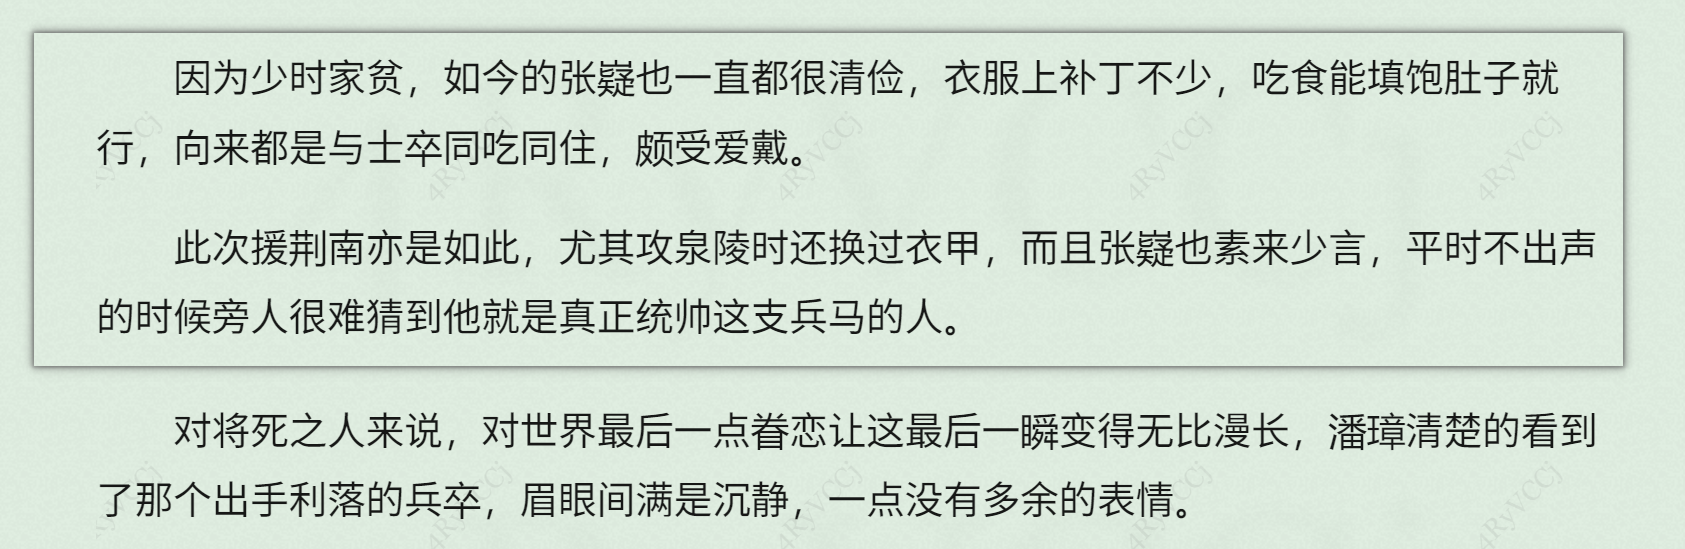 因为少时家贫，如今的张嶷也一直都很清俭，衣服上补丁不少，吃食能填饱肚子就
行，向来都是与士卒同吃同住，颇受爱戴。
此次援荆南亦是如此，尤其攻泉陵时还换过衣甲，而且张嶷也素来少言，平时不出声
的时候旁人很难猜到他就是真正统帅这支兵马的人。
对将死之人来说，对世界最后一点眷恋让这最后一瞬变得无比漫长，潘璋清楚的看到
了那个出手利落的兵卒，眉眼间满是沉静，一点没有多余的表情。
4RyVCCj
4RyVCCj
4RyVCCj
4RyVCCj
4RyVCCj
4RyVCCj
4RyVCCj
4RyVCCj